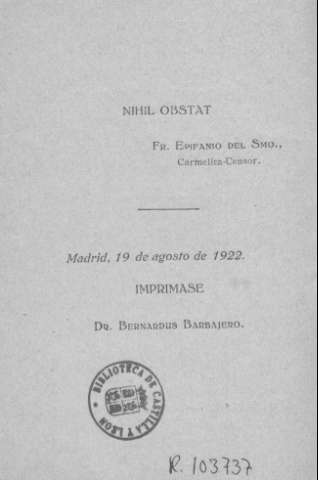 NIHIL OBSTAT
FR. EPIFANIO DEL SMO.,
Carmelita-Censor.
Madrid, 19 de agosto de 1922.
IMPRIMASE
DR. BERNARDUS BARBAJERO.
BIBLIOTECA DE CASTILLA Y LEON
R. 103737